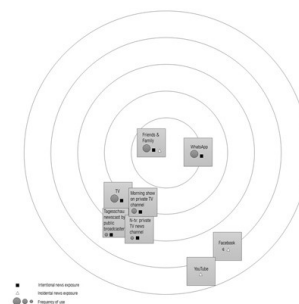 Friends &
Family
WhatsApp
TV
Morning show
on private TV
channel
Tagesschau
newscast by
public
broadcaster
N-tv: private
TV news
channel
Facebook
4
YouTube
Intentional news exposure
Incidental news exposure
Frequency of use